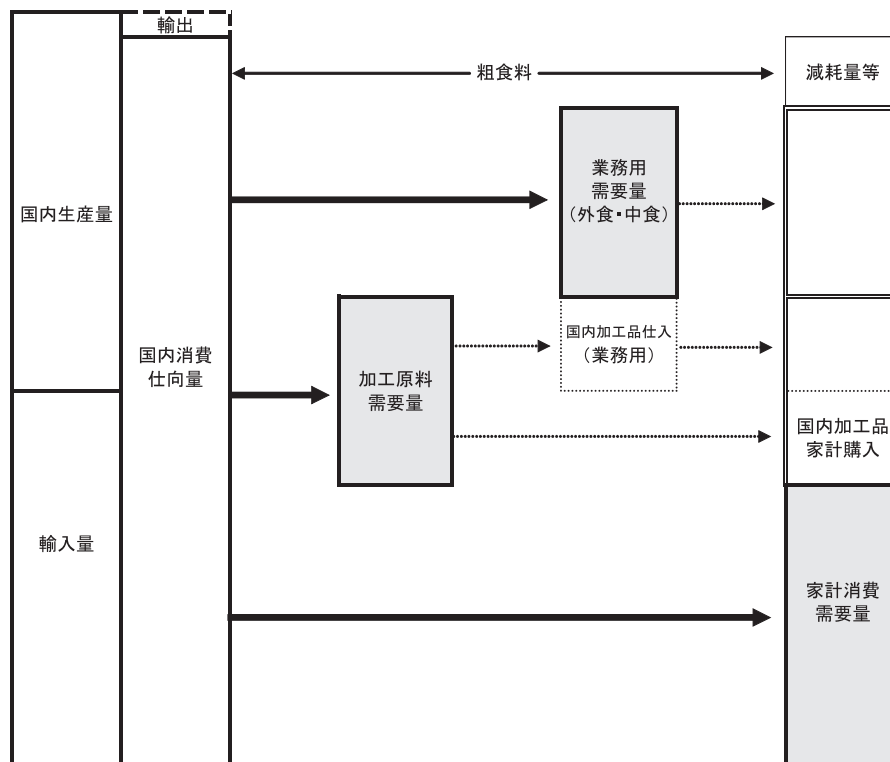 輸出
粗食料
減耗量等
業務用
需要量
（外食・中食）
国内生産量
国内加工品仕入
（業務用）
国内消費
仕向量
加工原料
需要量
国内加工品
家計購入
輸入量
家計消費
需要量